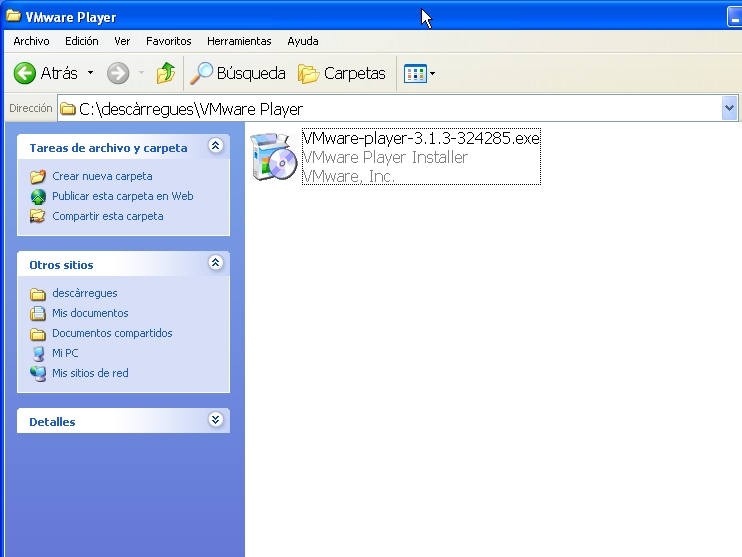 VMware Player
Archivo Edición Ver Favoritos Herramientas Ayuda
Atrás Búsqueda Carpetas
Dirección C:\descàrregues\VMware Player
Tareas de archivo y carpeta
Crear nueva carpeta
Publicar esta carpeta en Web
Compartir esta carpeta
Otros sitios
descàrregues
Mis documentos
Documentos compartidos
Mi PC
Mis sitios de red
Detalles
VMware-player-3.1.3-324285.exe
VMware Player Installer
VMware, Inc.